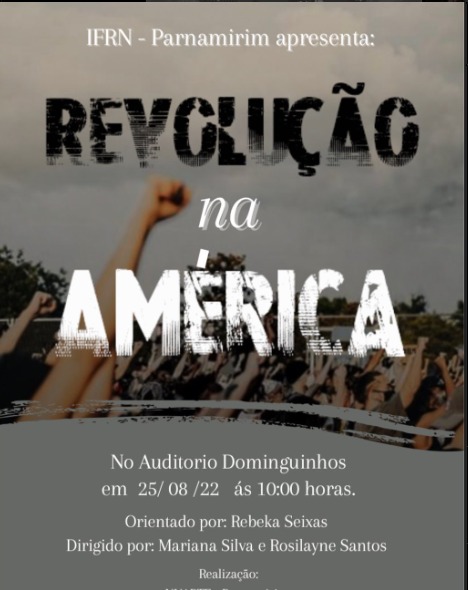 IFRN - Parnamirim apresenta:
REVOLUÇÃO
na
AMÉRICA
No Auditorio Dominguinhos
em 25/ 08 /22 ás 10:00 horas.
Orientado por: Rebeka Seixas
Dirigido por: Mariana Silva e Rosilayne Santos
Realização: